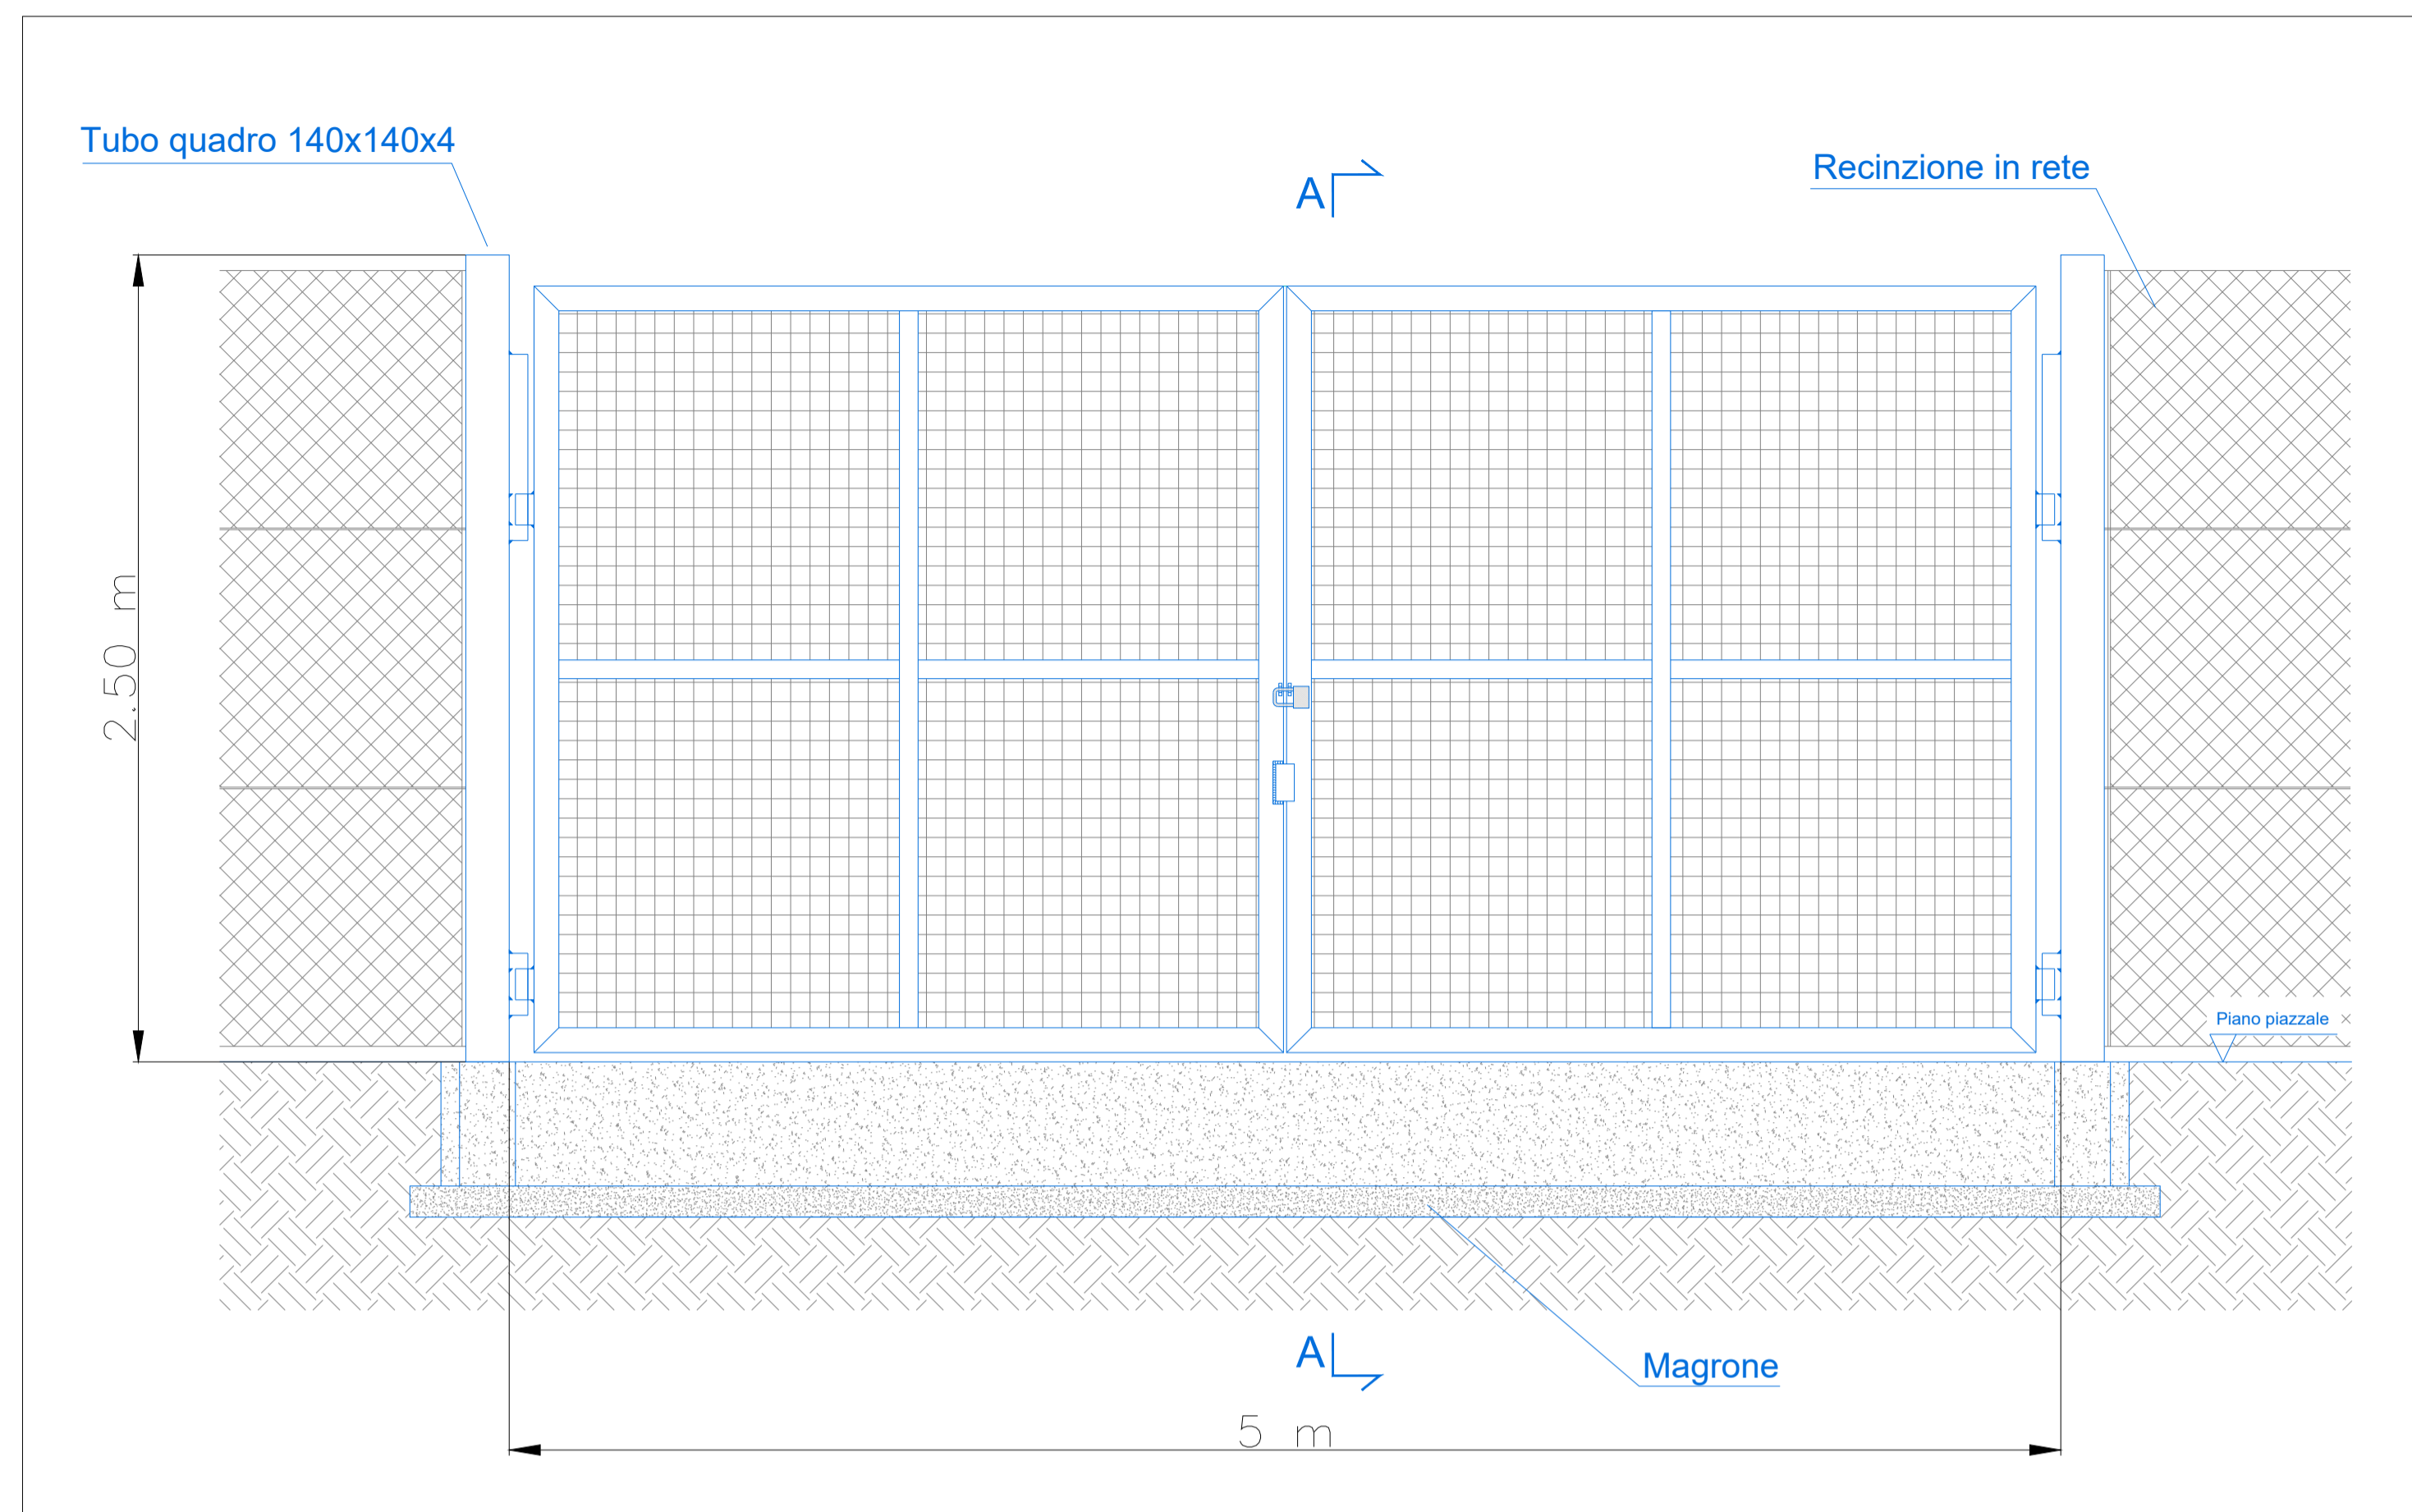 Tubo quadro 140x140x4
Recinzione in rete
A
2.50 m
Piano piazzale
A
Magrone
5 m